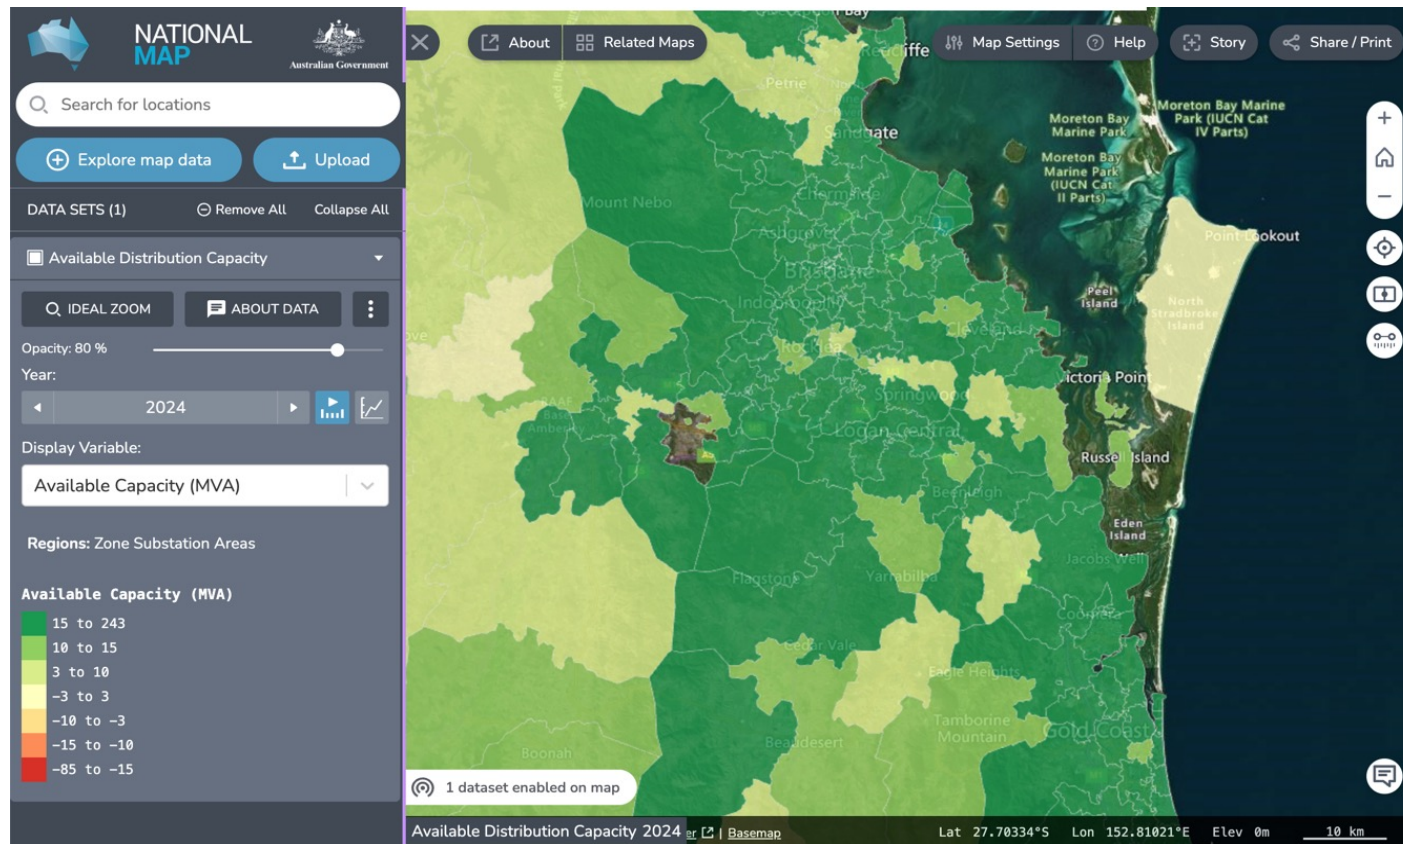 NATIONAL
MAP
Australian Government
Search for locations
Explore map data
Upload
DATA SETS (1)
Remove All
Collapse All
Available Distribution Capacity
IDEAL ZOOM
ABOUT DATA
Opacity: 80 %
Year:
2024
Display Variable:
Available Capacity (MVA)
Regions: Zone Substation Areas
Available Capacity (MVA)
15 to 243
10 to 15
3 to 10
-3 to 3
-10 to -3
-15 to -10
-85 to -15
About
Related Maps
Map Settings
Help
Story
Share / Print
Petrie
Moreton Bay
Marine Park
Moreton Bay Marine
Park (IUCN Cat
IV Parts)
Moreton Bay
Marine Park
(IUCN Cat
II Parts)
Mount Nebo
Chermside
Ashgrove
Brisbane
Indooroopilly
Point Lookout
Peel
Island
North
Stradbroke
Island
Cleveland
Rocklea
Springwood
RAAF
Base
Amberley
Logan Central
Russell Island
Beenleigh
Eden
Island
Jacobs Well
Flagstone
Yarrabilba
Coomera
Cedar Vale
Eagle Heights
Tamborine
Mountain
Gold Coast
Boonah
Beaudesert
1 dataset enabled on map
Available Distribution Capacity 2024
Basemap
Lat 27.70334°S
Lon 152.81021°E
Elev 0m
10 km